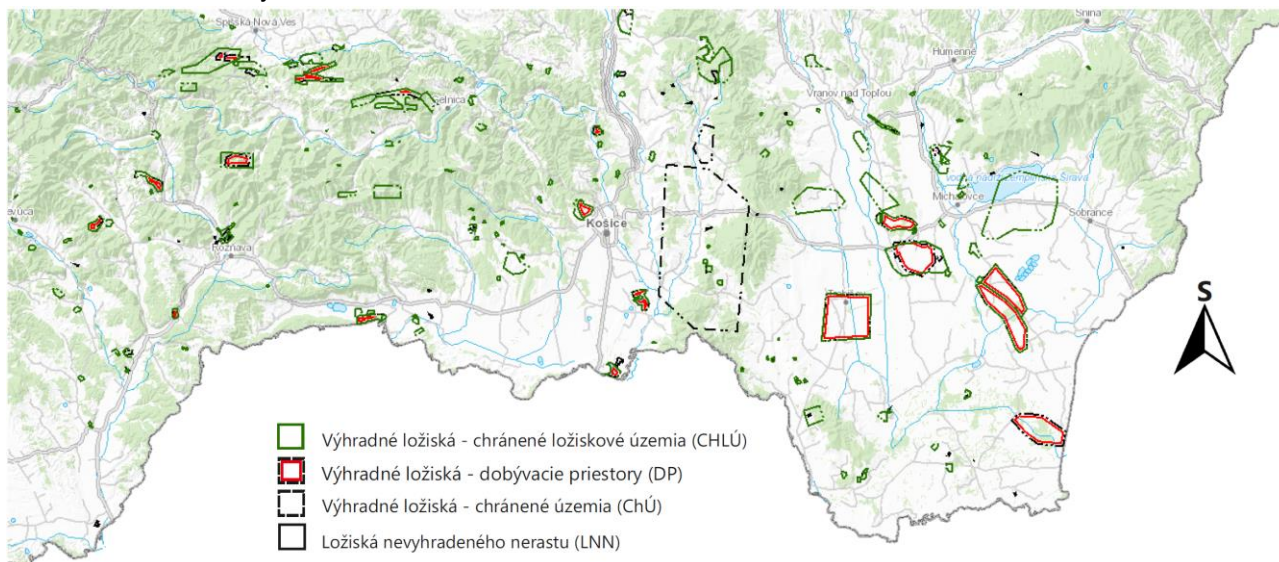 Spišská Nová Ves
Snina
Humenné
Vranov nad Topľou
Michalovce
Sobrance
Košice
Rožňava
S
Výhradné ložiská - chránené ložiskové územia (CHLÚ)
Výhradné ložiská - dobývacie priestory (DP)
Výhradné ložiská - chránené územia (ChÚ)
Ložiská nevyhradeného nerastu (LNN)